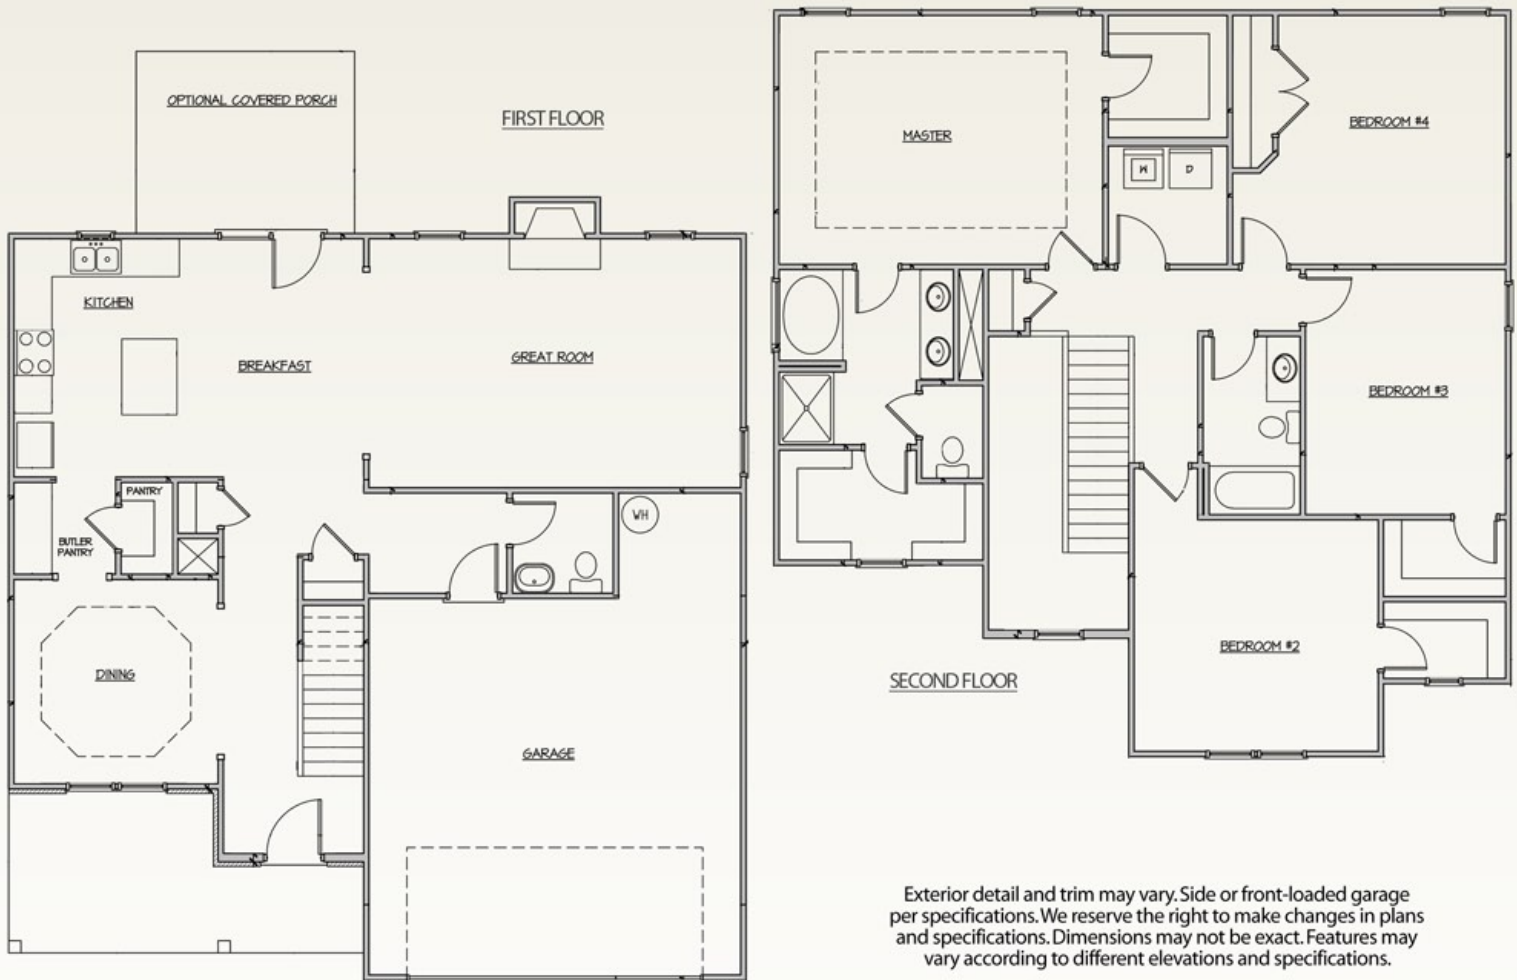 OPTIONAL COVERED PORCH
FIRST FLOOR
KITCHEN
BREAKFAST
GREAT ROOM
PANTRY
BUTLER
PANTRY
WH
DINING
GARAGE
MASTER
W
D
BEDROOM #4
BEDROOM #3
BEDROOM #2
SECOND FLOOR
Exterior detail and trim may vary. Side or front-loaded garage
per specifications. We reserve the right to make changes in plans
and specifications. Dimensions may not be exact. Features may
vary according to different elevations and specifications.